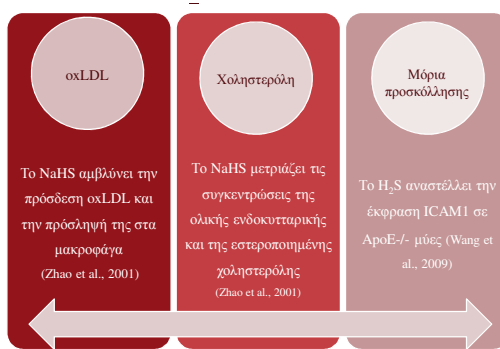 oxLDL
Το NaHS αμβλύνει την
πρόσδεση oxLDL και
την πρόσληψή της στα
μακροφάγα
(Zhao et al., 2001)
Χοληστερόλη
Το NaHS μετριάζει τις
συγκεντρώσεις της
ολικής ενδοκυτταρικής
και της εστεροποιημένης
χοληστερόλης
(Zhao et al., 2001)
Μόρια
προσκόλλησης
Το H₂S αναστέλλει την
έκφραση ICAM1 σε
ApoE-/- μύες (Wang et
al., 2009)